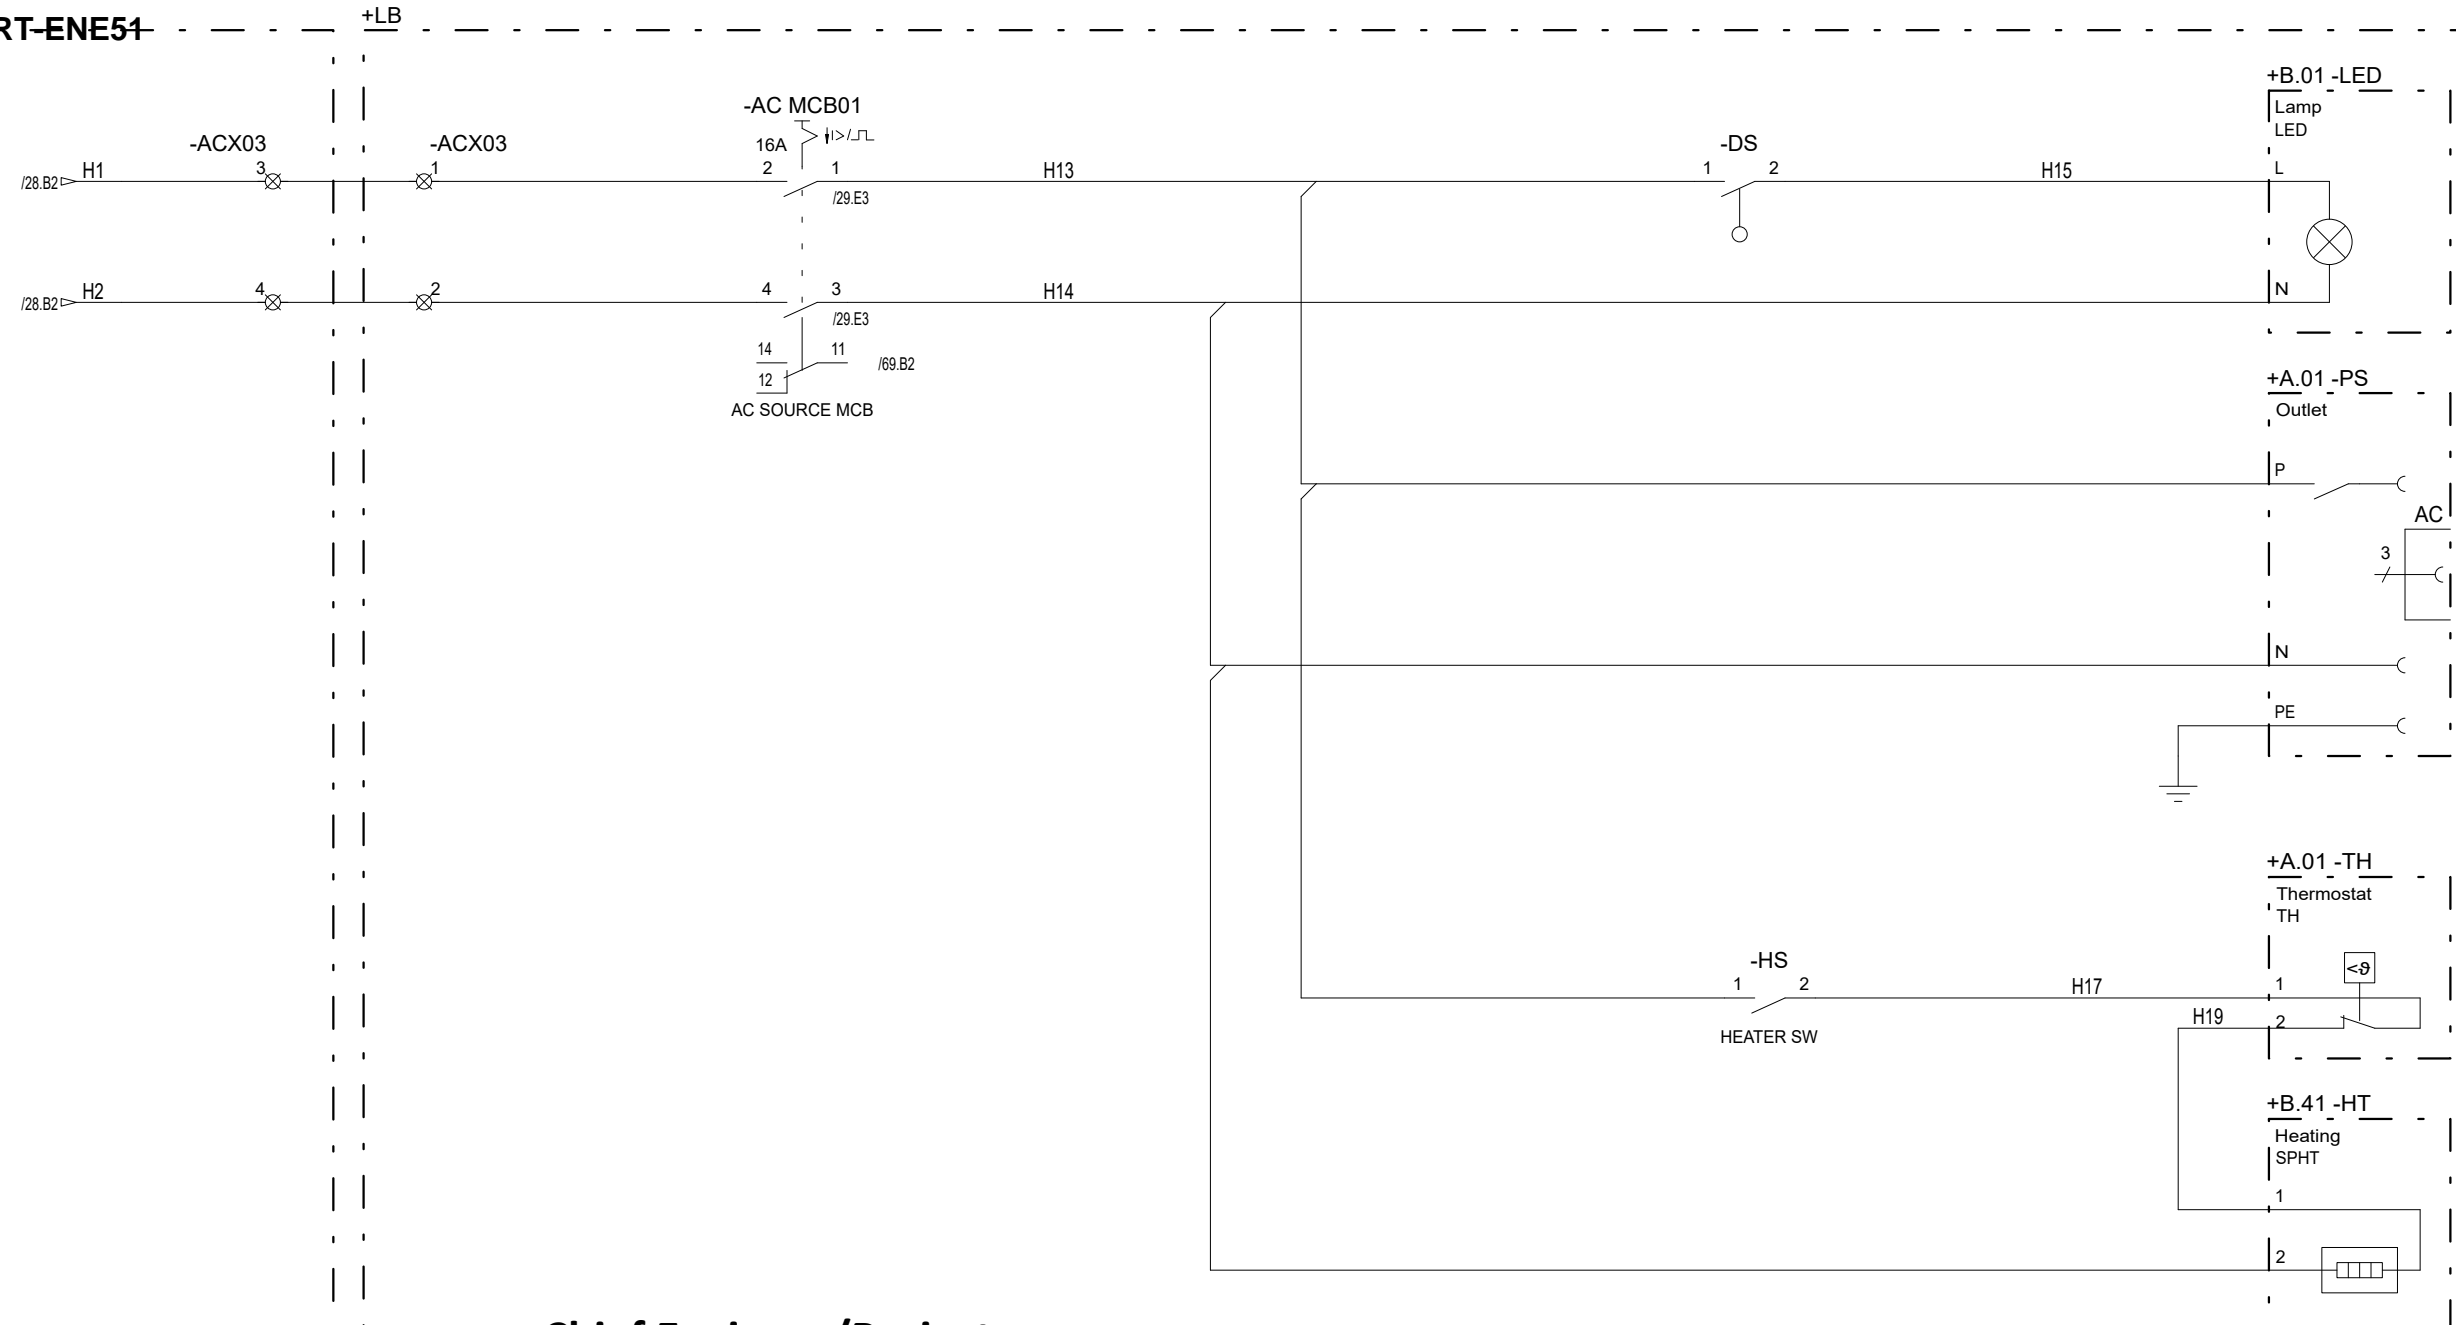 RT-ENE51
+LB
+B.01 -LED
Lamp
LED
-AC MCB01
I>/
-ACX03
-ACX03
16A
-DS
/28.B2
H1
3
1
2
1
H13
1
2
H15
L
/29.E3
/28.B2
H2
4
2
4
3
H14
N
/29.E3
14
11
/69.B2
12
AC SOURCE MCB
+A.01 -PS
Outlet
P
AC
3
N
PE
+A.01 -TH
Thermostat
TH
<ϑ
-HS
1
2
H17
1
HEATER SW
H19
2
+B.41 -HT
Heating
SPHT
1
2